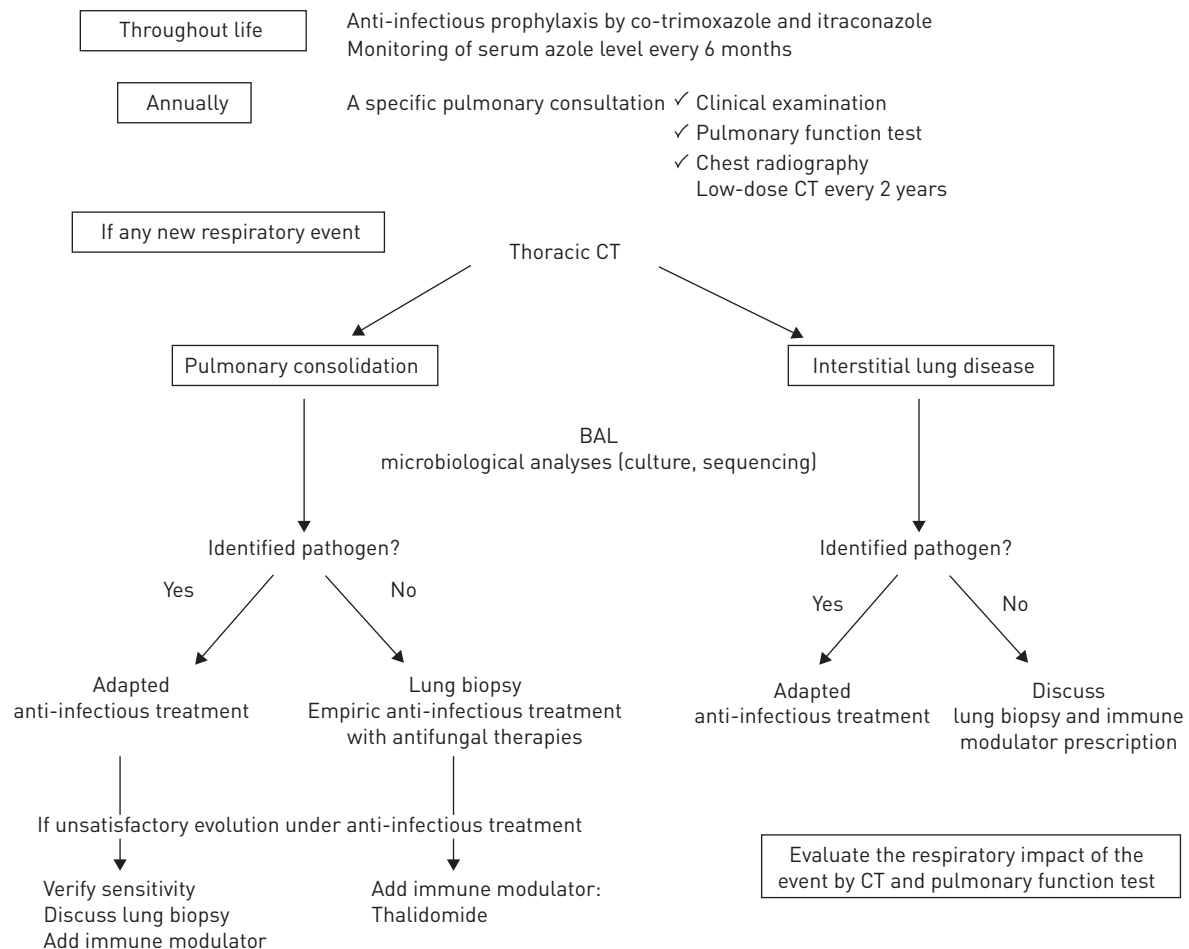 Throughout life
Anti-infectious prophylaxis by co-trimoxazole and itraconazole
Monitoring of serum azole level every 6 months
Annually
A specific pulmonary consultation ✓ Clinical examination
✓ Pulmonary function test
✓ Chest radiography
Low-dose CT every 2 years
If any new respiratory event
Thoracic CT
Pulmonary consolidation
Interstitial lung disease
BAL
microbiological analyses (culture, sequencing)
Identified pathogen?
Identified pathogen?
Yes
No
Yes
No
Adapted
anti-infectious treatment
Lung biopsy
Empiric anti-infectious treatment
with antifungal therapies
Adapted
anti-infectious treatment
Discuss
lung biopsy and immune
modulator prescription
If unsatisfactory evolution under anti-infectious treatment
Verify sensitivity
Discuss lung biopsy
Add immune modulator
Add immune modulator:
Thalidomide
Evaluate the respiratory impact of the
event by CT and pulmonary function test